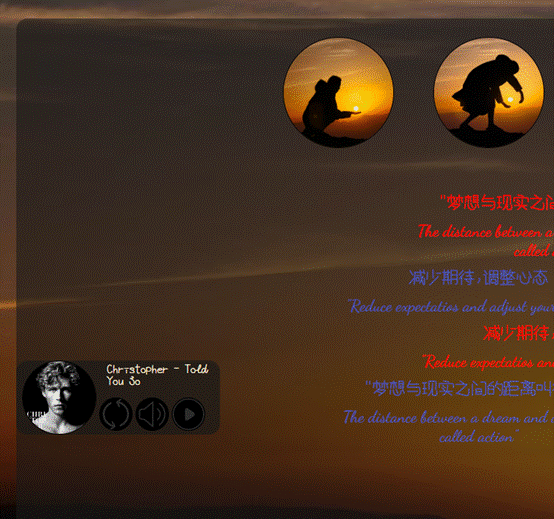 "梦想与现实之间
The distance between a
called
减少期待,调整心态
"Reduce expectatios and adjust your
减少期待,
"Reduce expectatios an
Christopher - Told
You So
"梦想与现实之间的距离叫
The distance between a dream and
called action"
CHRI